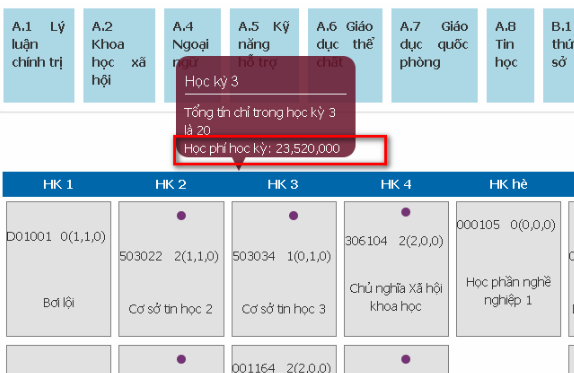 A.1 Lý
luận
chính trị
A.2
Khoa
học xã
hội
A.4
Ngoại
ngữ
A.5 Kỹ
năng
hỗ trợ
A.6 Giáo
dục thể
chất
A.7 Giáo
dục quốc
phòng
A.8
Tin
học
B.1
thứ
sở
Học kỳ 3
Tổng tín chỉ trong học kỳ 3
là 20
Học phí học kỳ: 23,520,000
HK 1
HK 2
HK 3
HK 4
HK hè
D01001 0(1,1,0)
Bơi lội
503022 2(1,1,0)
Cơ sở tin học 2
503034 1(0,1,0)
Cơ sở tin học 3
306104 2(2,0,0)
Chủ nghĩa Xã hội
khoa học
000105 0(0,0,0)
Học phần nghề
nghiệp 1
001164 2(2,0,0)